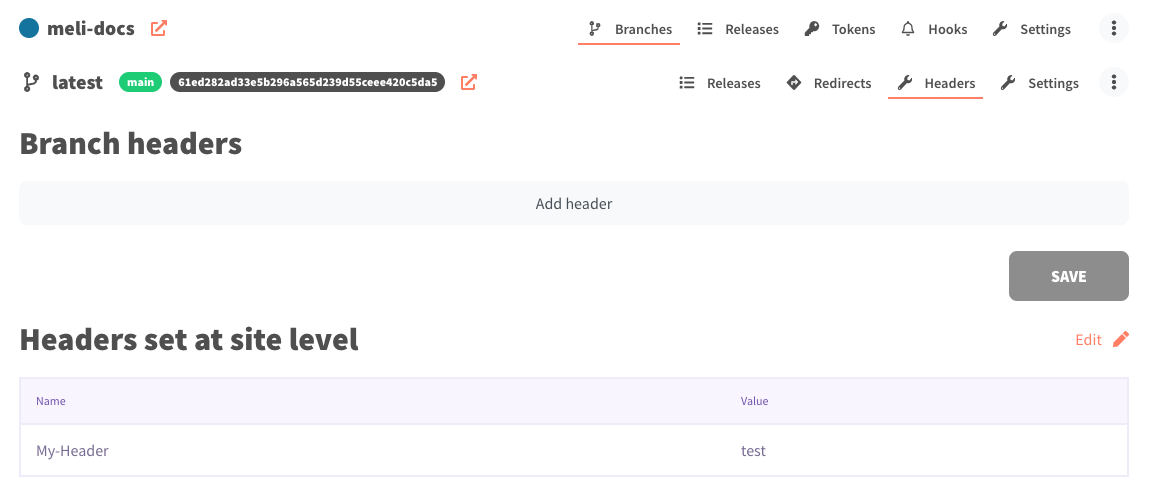 meli-docs Branches Releases Tokens Hooks Settings
latest main 61ed282ad33e5b296a565d239d55ceee420c5da5 Releases Redirects Headers Settings
Branch headers
Add header
SAVE
Headers set at site level Edit
Name Value
My-Header test